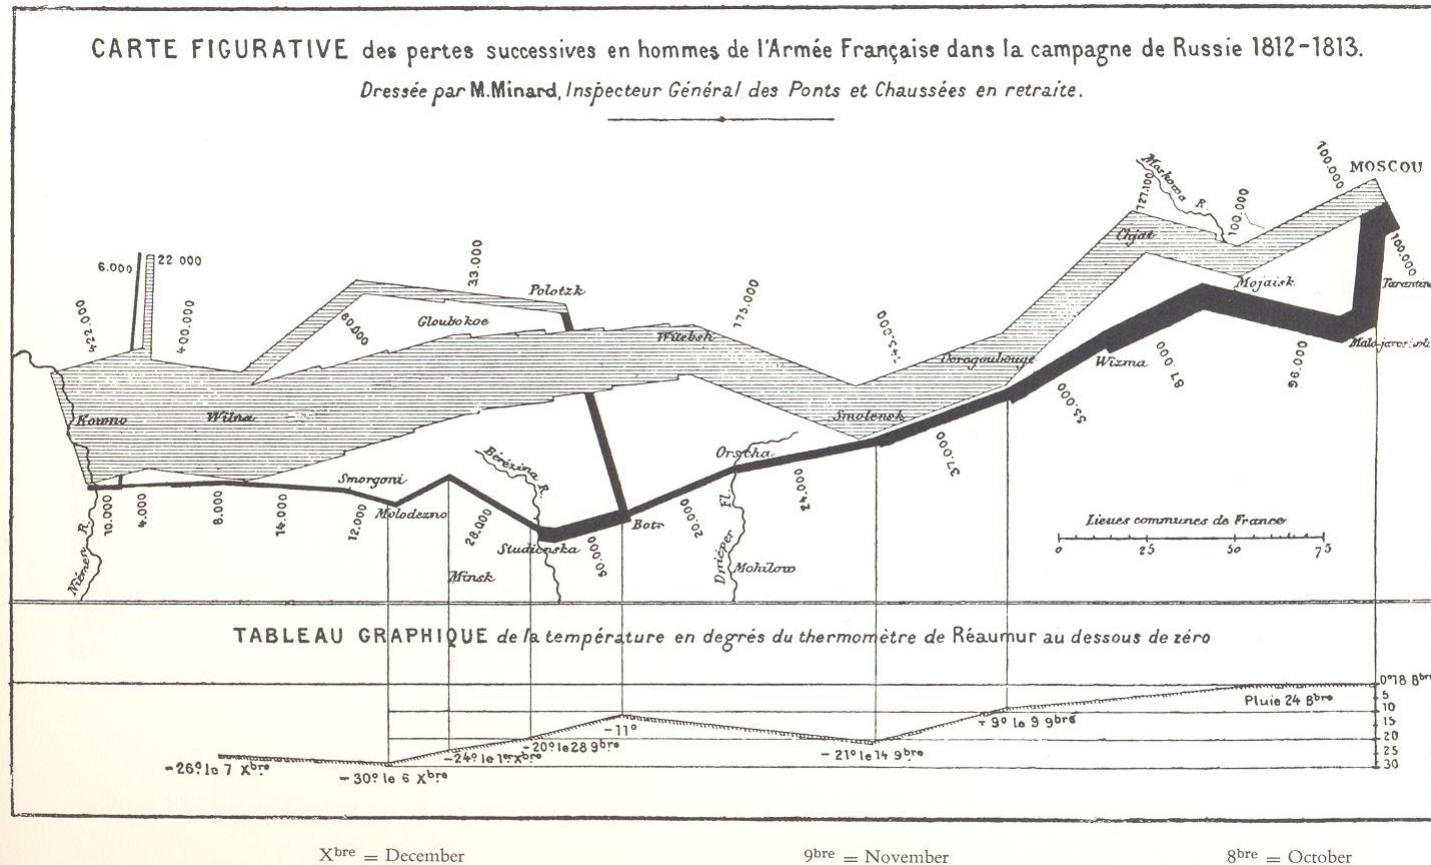 CARTE FIGURATIVE des pertes successives en hommes de l'Armée Française dans la campagne de Russie 1812-1813.
Dressée par M.Minard, Inspecteur Général des Ponts et Chaussées en retraite.
MOSCOU
100.000
Moskowa R.
127.100
100.000
Chjat
100.000
Tarantino
Mojaisk
Malo-jaroslawetz
6.000
22 000
33.000
Polotzk
422.000
400.000
60.000
Gloubokoe
175.000
Witebsk
145.000
Dorogoubouge
Wizma
87.000
96.000
55.000
Kowno
Wilna
Smolensk
37.000
Orscha
24.000
Smorgoni
Bérézina R.
10.000
4.000
8.000
14.000
12.000
Molodezno
28.000
Studienska
50.000
Botr
20.000
Dniéper Fl.
Mohilow
Minsk
Niémen R.
Lieues communes de France
0 25 50 75
TABLEAU GRAPHIQUE de la température en degrés du thermomètre de Réaumur au dessous de zéro
0° 18 8bre
5
10
15
20
25
30
Pluie 24 8bre
- 9° le 9 9bre
-11°
-20° le 28 9bre
-21° le 14 9bre
-24° le 1er Xbre
-26° le 7 Xbre
-30° le 6 Xbre
Xbre = December 9bre = November 8bre = October